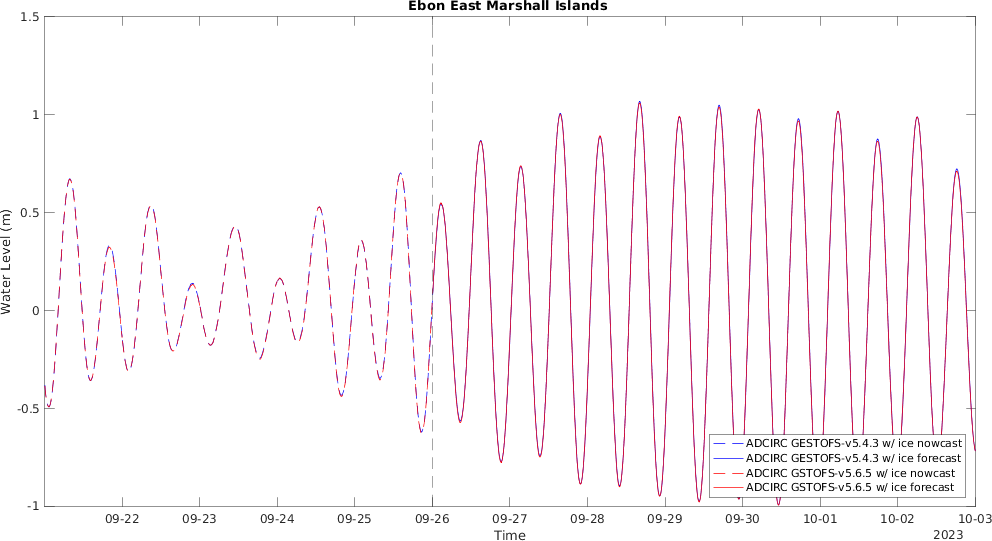 Ebon East Marshall Islands
1.5
1
0.5
0
-0.5
-1
Water Level (m)
ADCIRC GESTOFS-v5.4.3 w/ ice nowcast
ADCIRC GESTOFS-v5.4.3 w/ ice forecast
ADCIRC GSTOFS-v5.6.5 w/ ice nowcast
ADCIRC GSTOFS-v5.6.5 w/ ice forecast
09-22 09-23 09-24 09-25 09-26 09-27 09-28 09-29 09-30 10-01 10-02 10-03
Time
2023